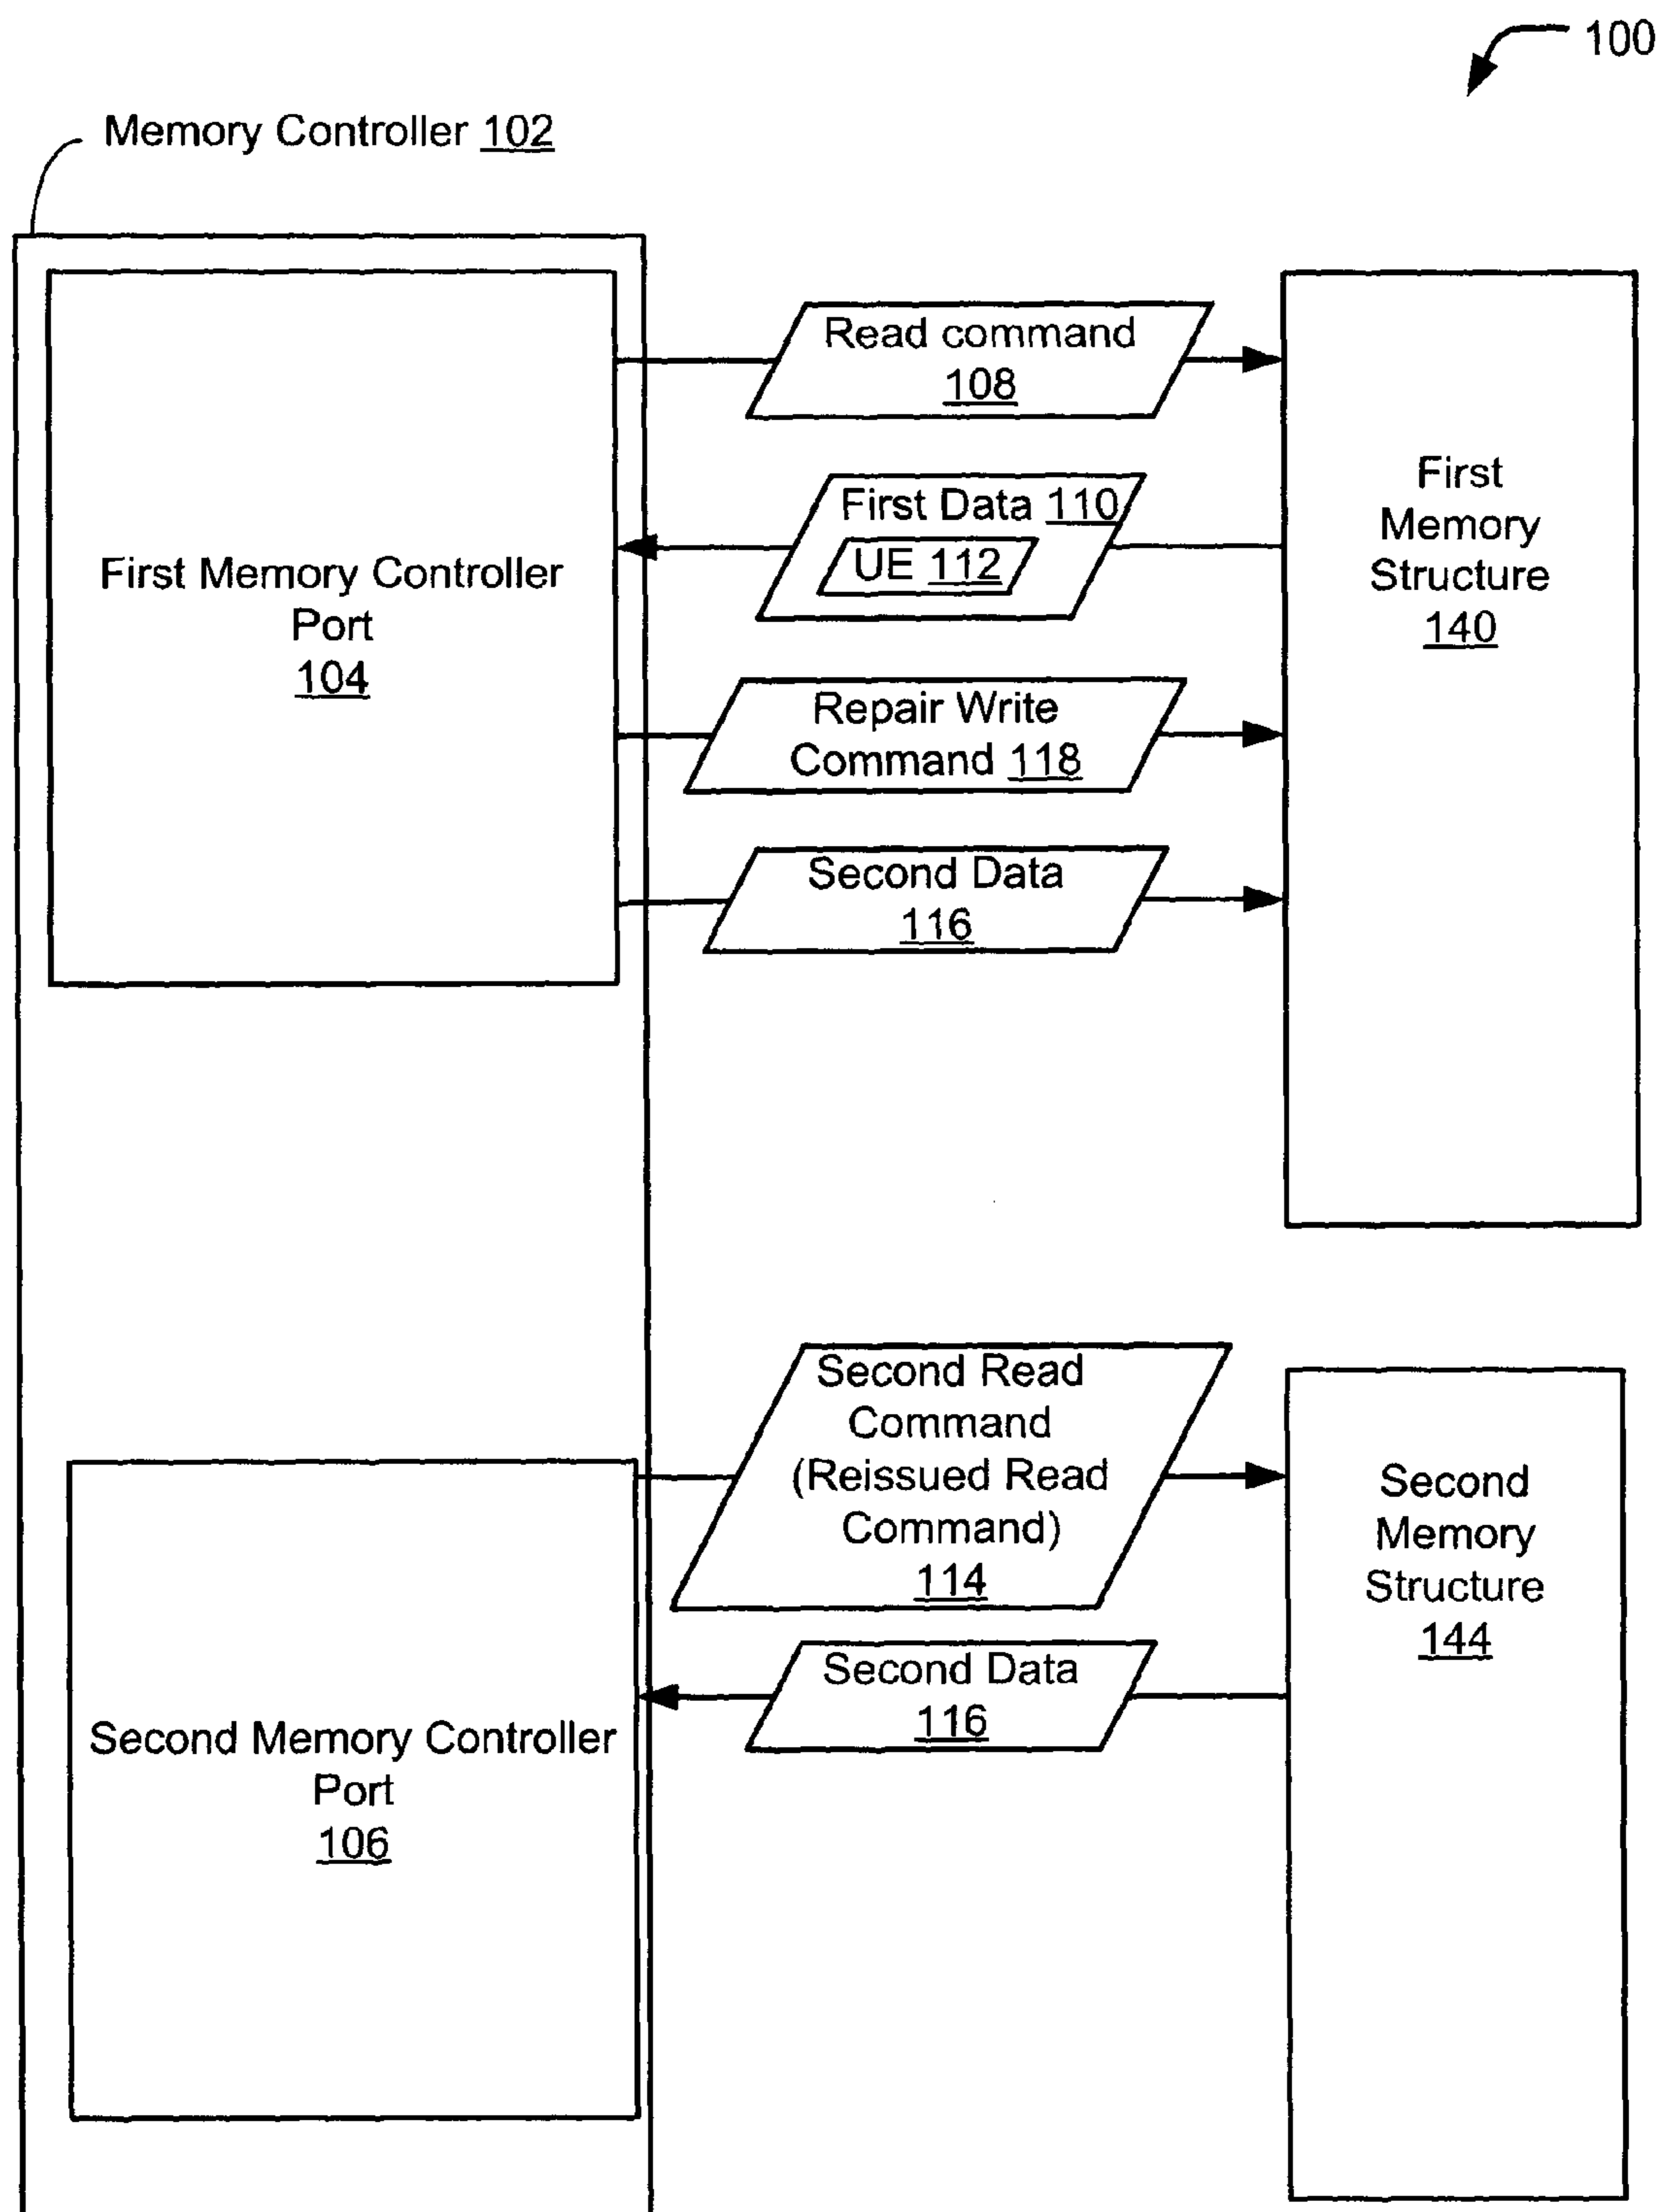 100
Memory Controller 102
Read command
108
First Data 110
UE 112
First Memory Controller
Port
104
First
Memory
Structure
140
Repair Write
Command 118
Second Data
116
Second Read
Command
(Reissued Read
Command)
114
Second
Memory
Structure
144
Second Data
116
Second Memory Controller
Port
106